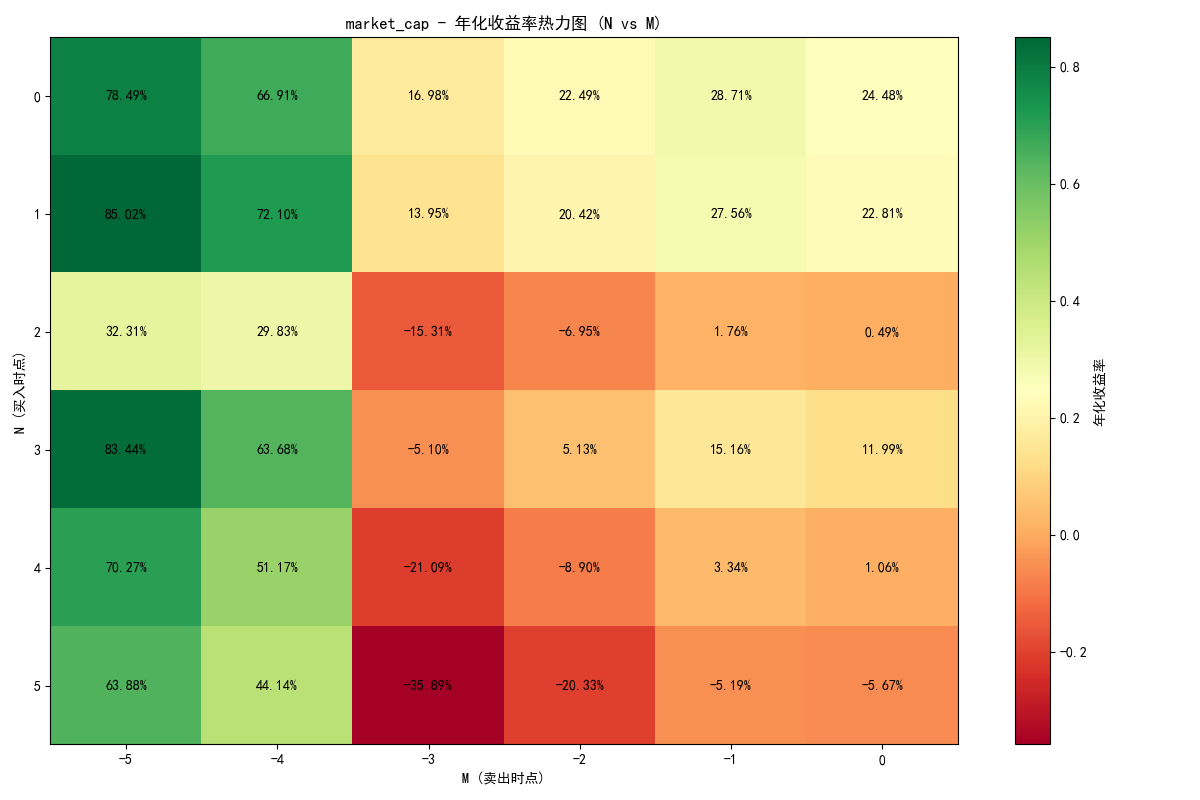 market_cap - 年化收益率热力图 (N vs M)
0 78.49% 66.91% 16.98% 22.49% 28.71% 24.48%
1 85.02% 72.10% 13.95% 20.42% 27.56% 22.81%
2 32.31% 29.83% -15.31% -6.95% 1.76% 0.49%
3 83.44% 63.68% -5.10% 5.13% 15.16% 11.99%
4 70.27% 51.17% -21.09% -8.90% 3.34% 1.06%
5 63.88% 44.14% -35.89% -20.33% -5.19% -5.67%
-5 -4 -3 -2 -1 0
M (卖出时点)
N (买入时点)
0.8
0.6
0.4
0.2
0.0
-0.2
年化收益率